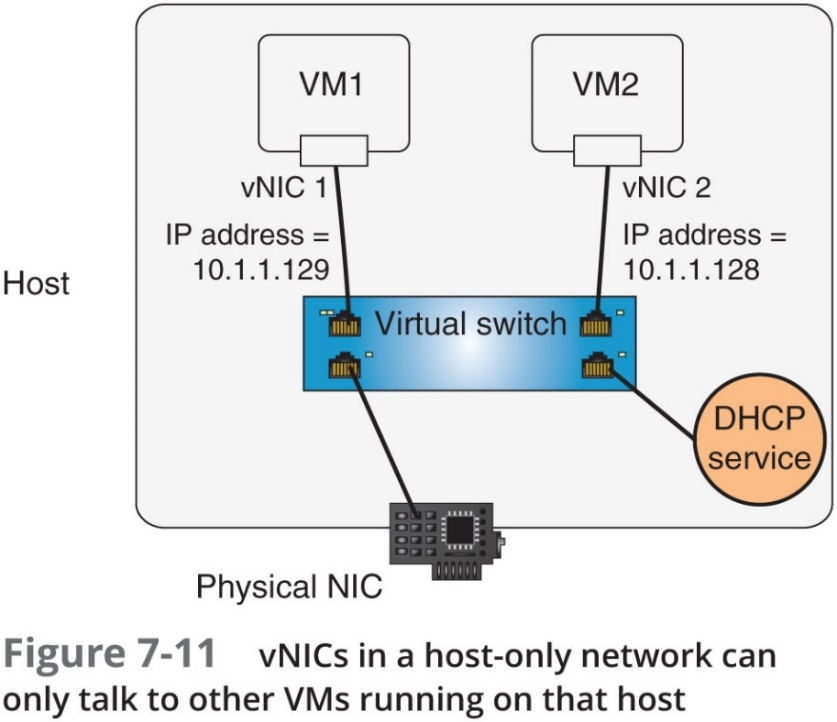 VM1
VM2
vNIC 1
vNIC 2
IP address =
10.1.1.129
IP address =
10.1.1.128
Host
Virtual switch
DHCP
service
Physical NIC
Figure 7-11 vNICs in a host-only network can
only talk to other VMs running on that host